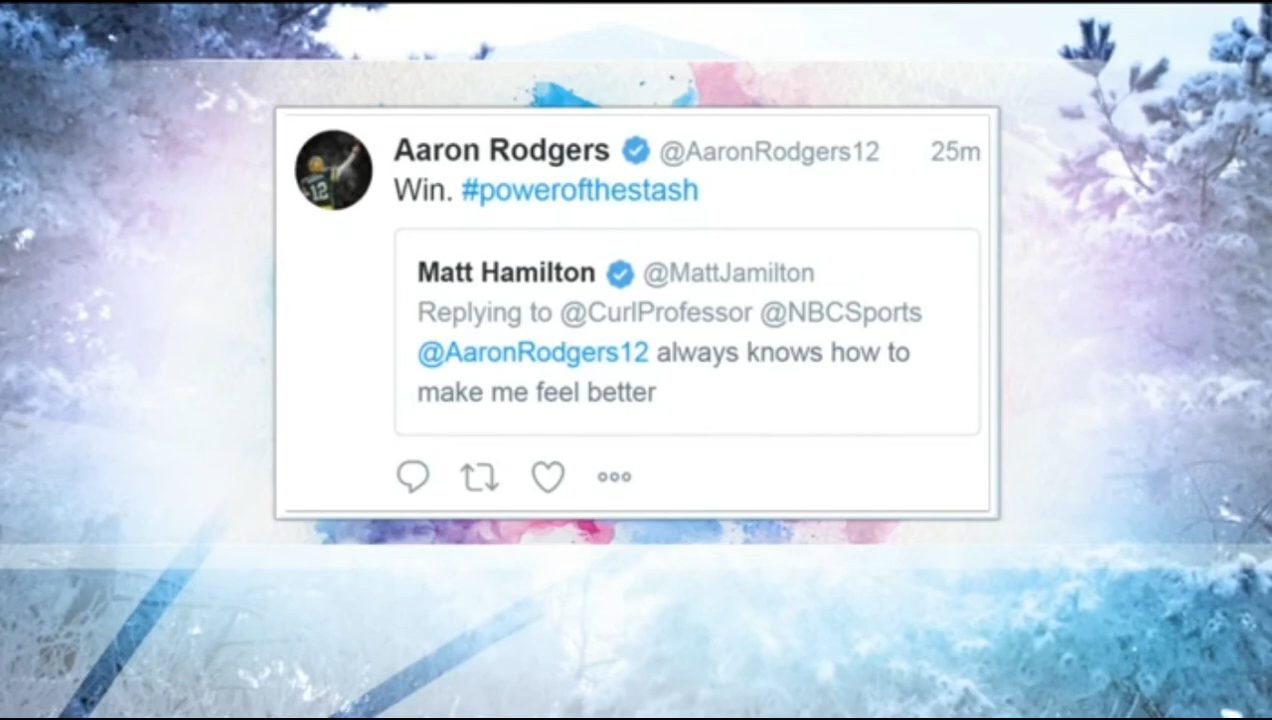 Aaron Rodgers @AaronRodgers12 25m
Win. #powerofthestash
Matt Hamilton @MattJamilton
Replying to @CurlProfessor @NBCSports
@AaronRodgers12 always knows how to
make me feel better